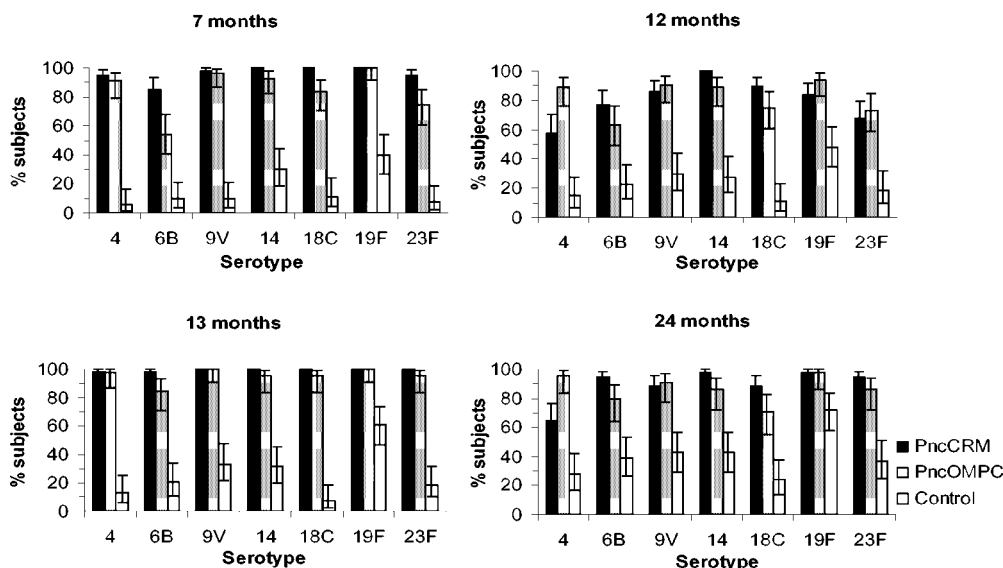 7 months
% subjects
100
80
60
40
20
0
4 6B 9V 14 18C 19F 23F
Serotype
12 months
% subjects
100
80
60
40
20
0
4 6B 9V 14 18C 19F 23F
Serotype
13 months
% subjects
100
80
60
40
20
0
4 6B 9V 14 18C 19F 23F
Serotype
24 months
% subjects
100
80
60
40
20
0
4 6B 9V 14 18C 19F 23F
Serotype
PncCRM
PncOMPC
Control